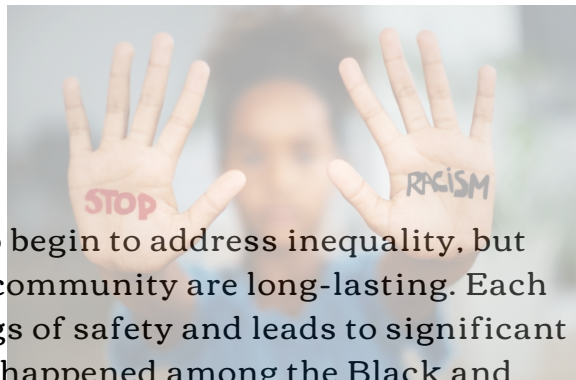 STOP
RACISM
begin to address inequality, but
community are long-lasting. Each
of safety and leads to significant
happened among the Black and